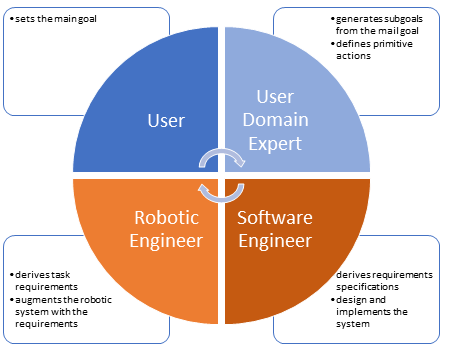 • sets the main goal
• generates subgoals
from the mail goal
• defines primitive
actions
User
User
Domain
Expert
Robotic
Engineer
Software
Engineer
• derives task
requirements
• augments the robotic
system with the
requirements
derives requirements
specifications
• design and
implements the
system